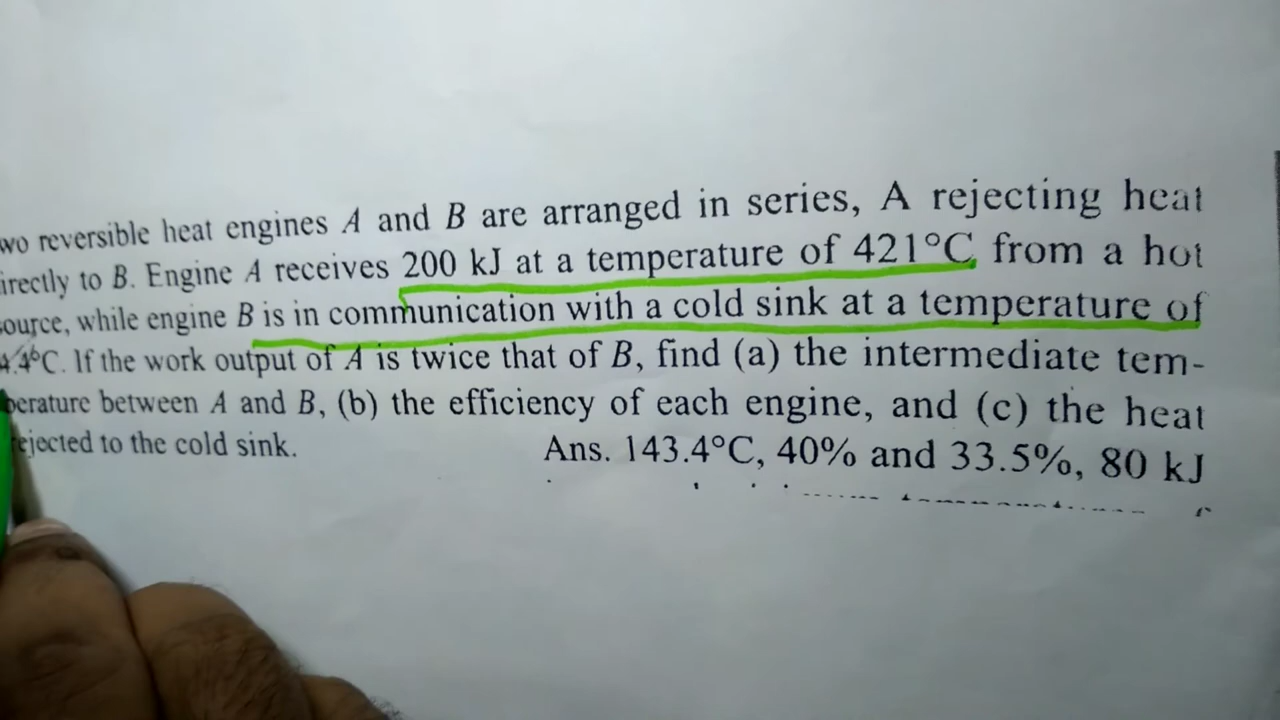 wo reversible heat engines A and B are arranged in series, A rejecting heat
irectly to B. Engine A receives 200 kJ at a temperature of 421°C from a hot
ource, while engine B is in communication with a cold sink at a temperature of
4.4°C. If the work output of A is twice that of B, find (a) the intermediate tem-
perature between A and B, (b) the efficiency of each engine, and (c) the heat
ejected to the cold sink.
Ans. 143.4°C, 40% and 33.5%, 80 kJ